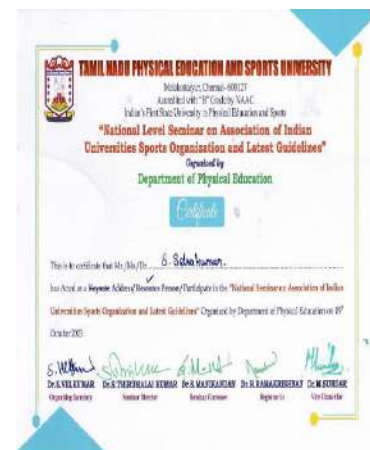 TAMIL NADU PHYSICAL EDUCATION AND SPORTS UNIVERSITY
Melakottaiyur, Chennai- 600127
Accredited with "B" Grade by NAAC
India's First State University in Physical Education and Sports
"National Level Seminar on Association of Indian
Universities Sports Organization and Latest Guidelines"
Organized by
Department of Physical Education
Certificate
This is to certificate that Mr./Ms./Dr. S. Selvakumar.
has Acted as a Keynote Address/Resource Person/Participate in the "National Seminar on Association of Indian
Universities Sports Organization and Latest Guidelines" Organized by Department of Physical Education on 19th
October 2023.
Dr.S.VELKUMAR Dr.S.THIRUMALAI KUMAR Dr.K.MANIKANDAN Dr.R.RAMAKRISHNAN Dr.M.SUNDAR
Organizing Secretary Seminar Director Seminar Convener Registrar i/c Vice Chancellor